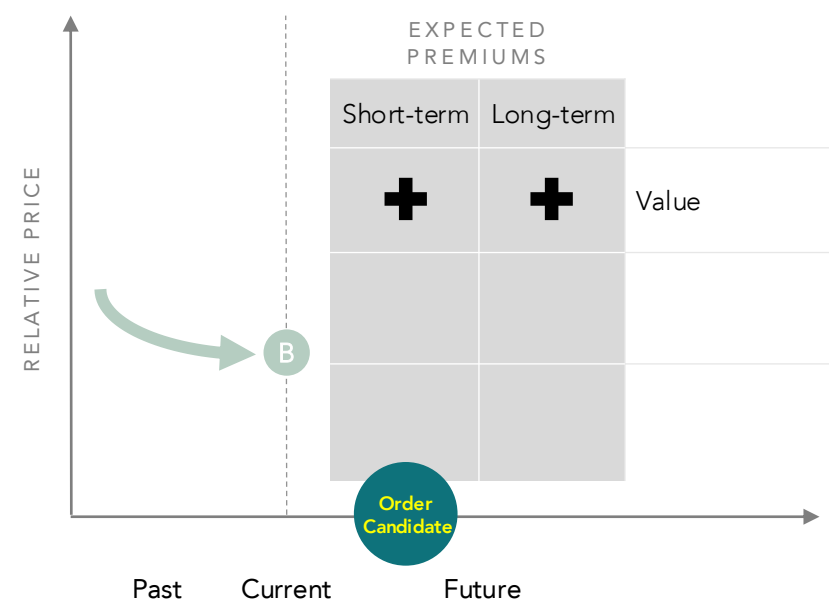 EXPECTED
PREMIUMS
Short-term Long-term
Value
RELATIVE PRICE
B
Order
Candidate
Past Current Future